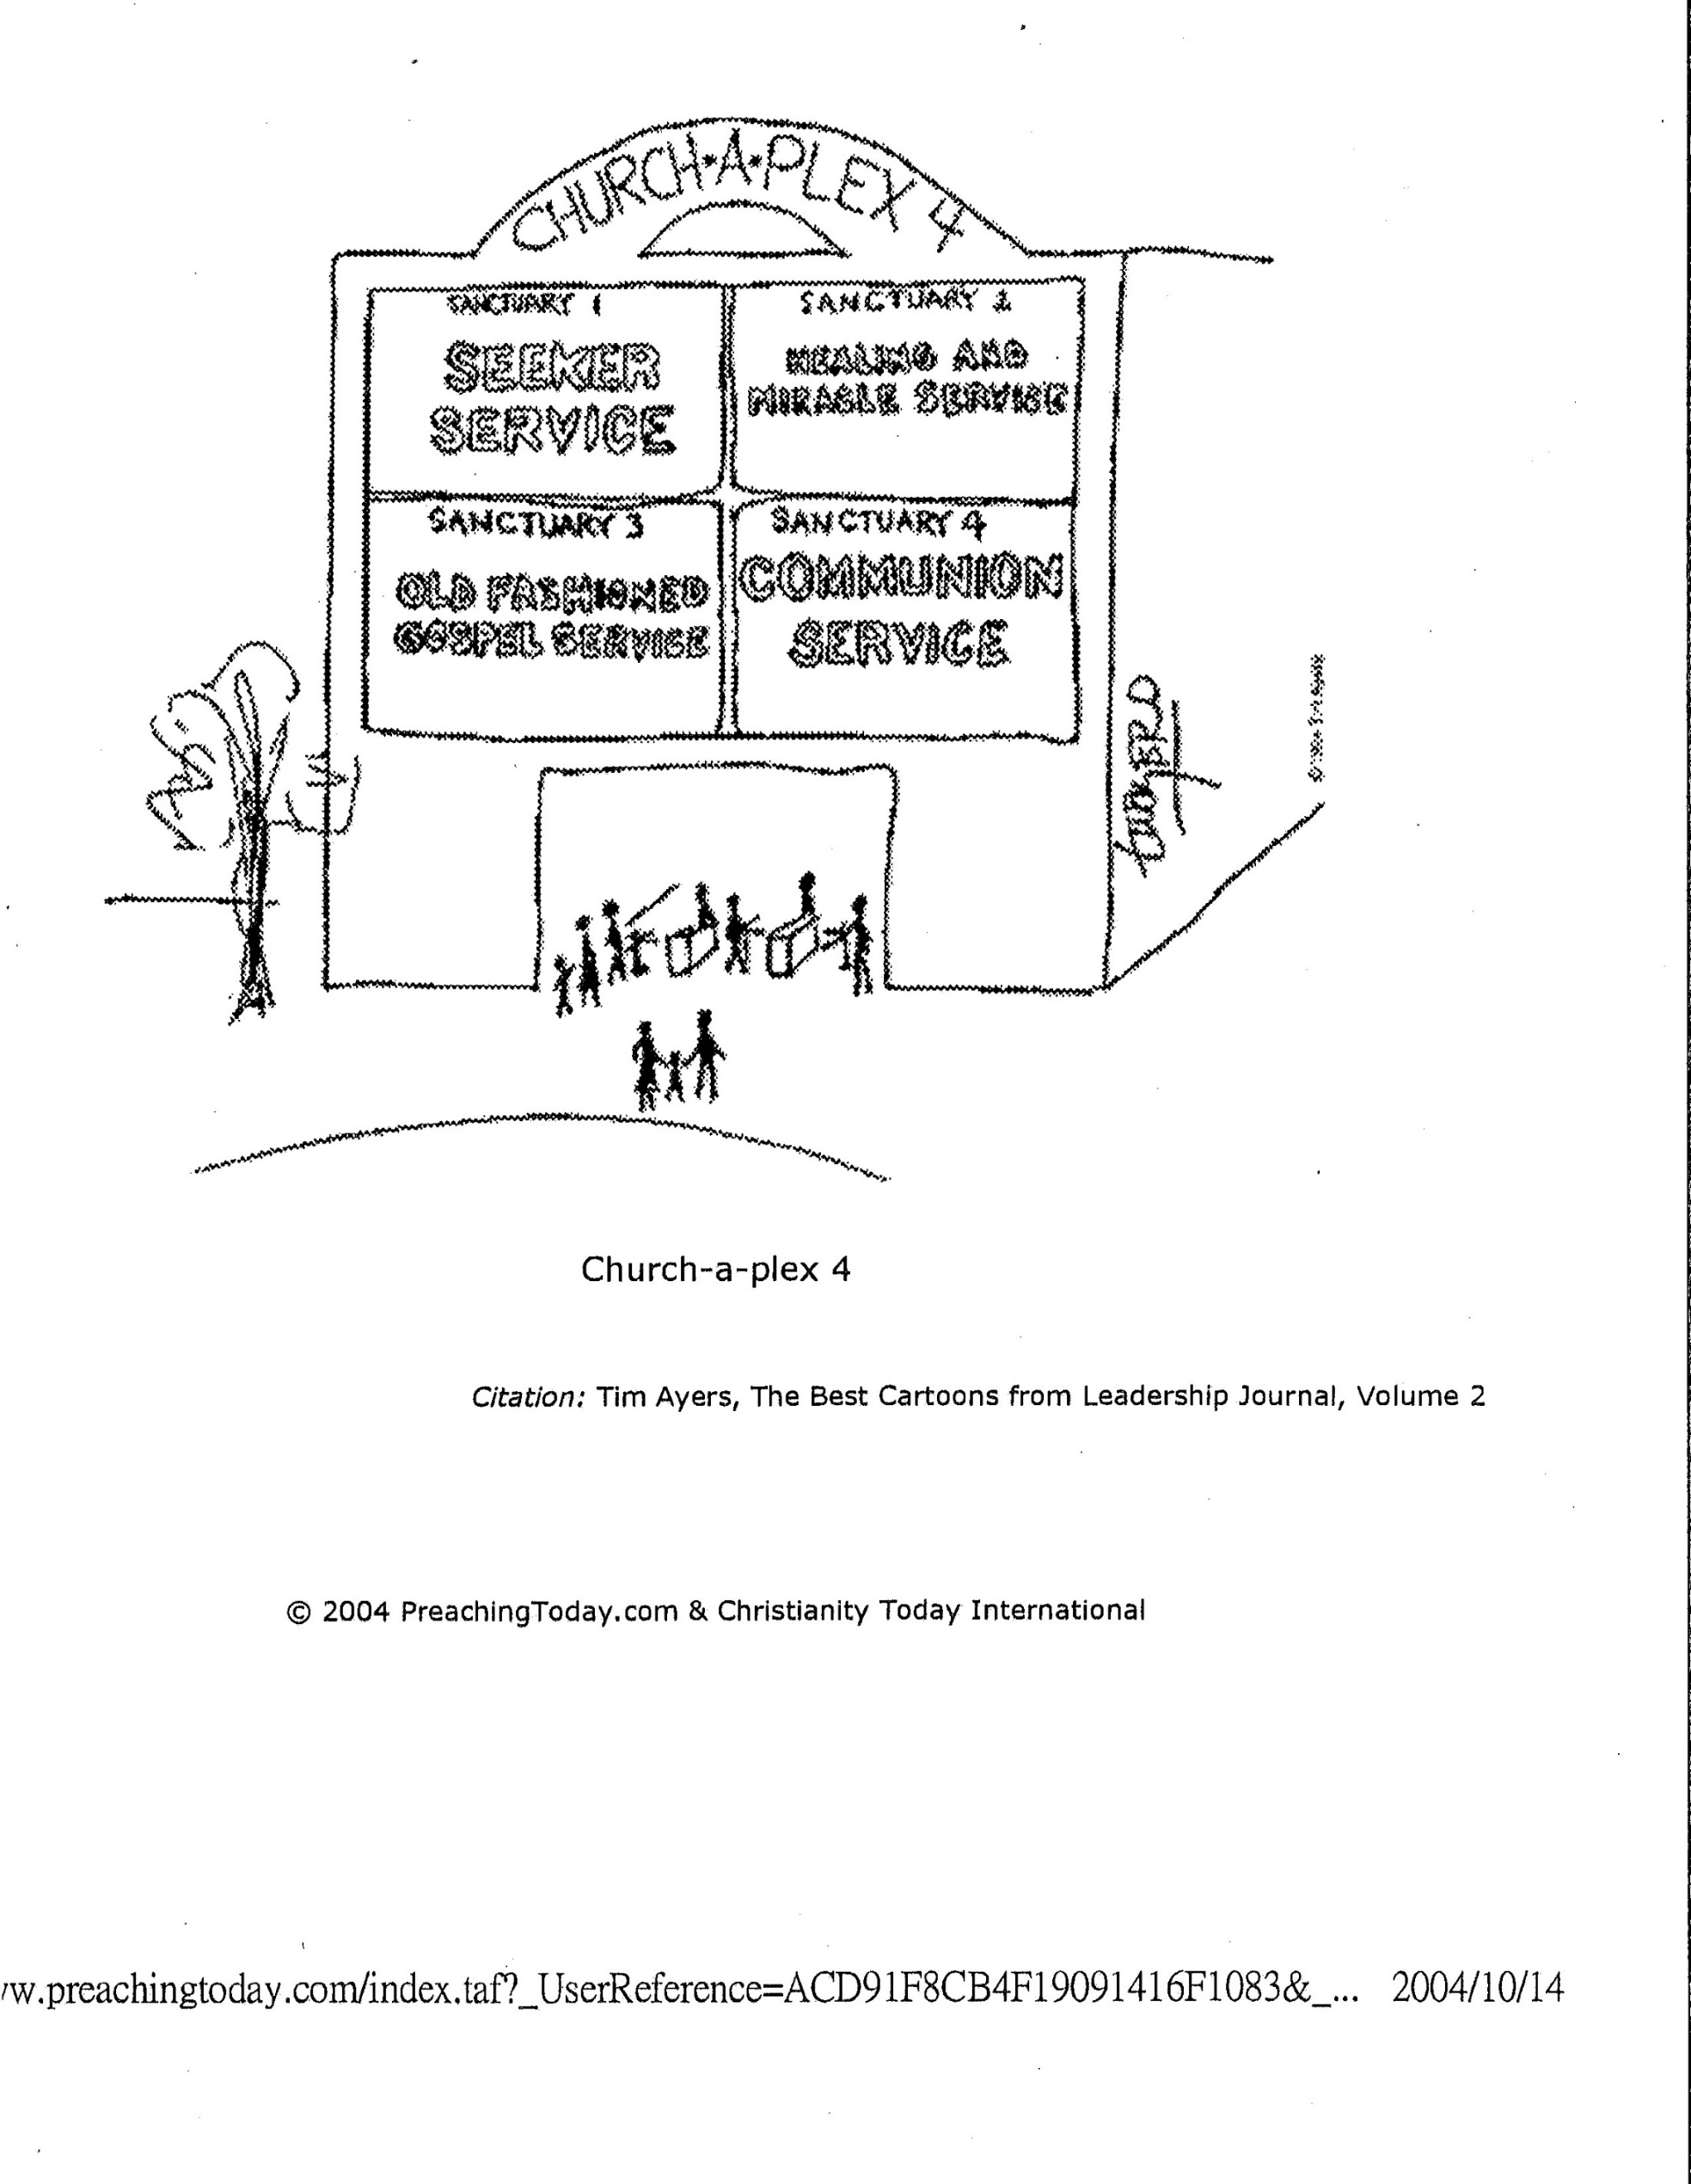 CHURCH·A·PLEX 4
SANCTUARY 1
SEEKER
SERVICE
SANCTUARY 2
HEALING AND
MIRACLE SERVICE
SANCTUARY 3
OLD FASHIONED
GOSPEL SERVICE
SANCTUARY 4
COMMUNION
SERVICE
Church-a-plex 4
Citation: Tim Ayers, The Best Cartoons from Leadership Journal, Volume 2
© 2004 PreachingToday.com & Christianity Today International
w.preachingtoday.com/index.taf?_UserReference=ACD91F8CB4F19091416F1083&_... 2004/10/14